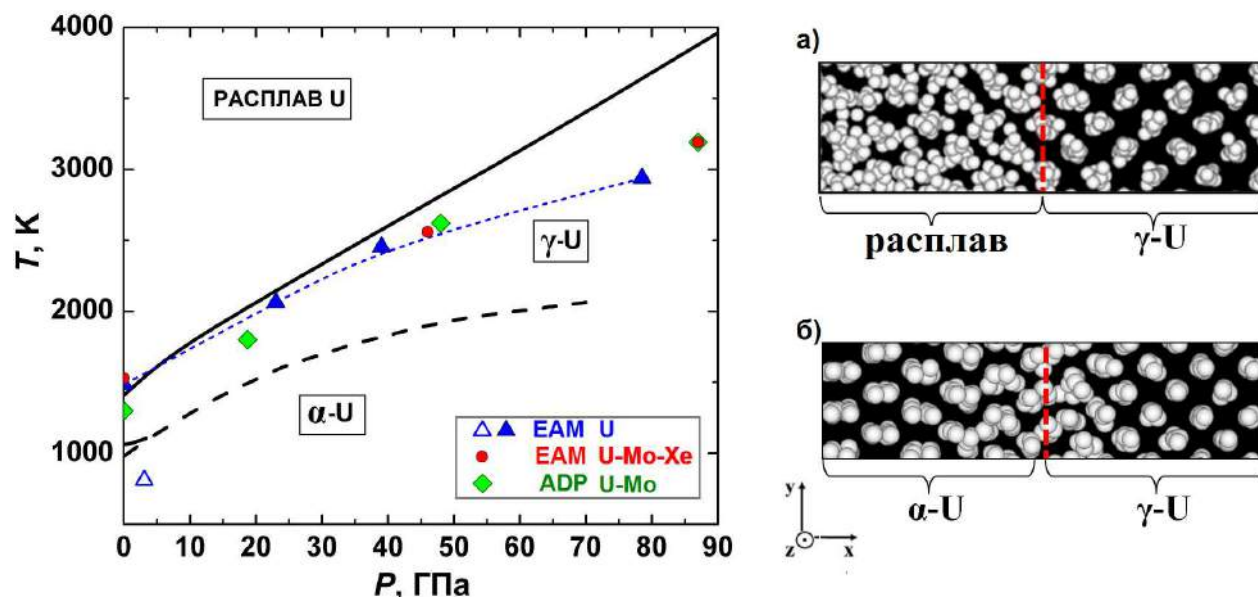 4000
3000
2000
1000
T, K
РАСПЛАВ U
γ-U
α-U
EAM U
EAM U-Mo-Xe
ADP U-Mo
0 10 20 30 40 50 60 70 80 90
P, ГПа
а)
расплав γ-U
б)
α-U γ-U
y
z x